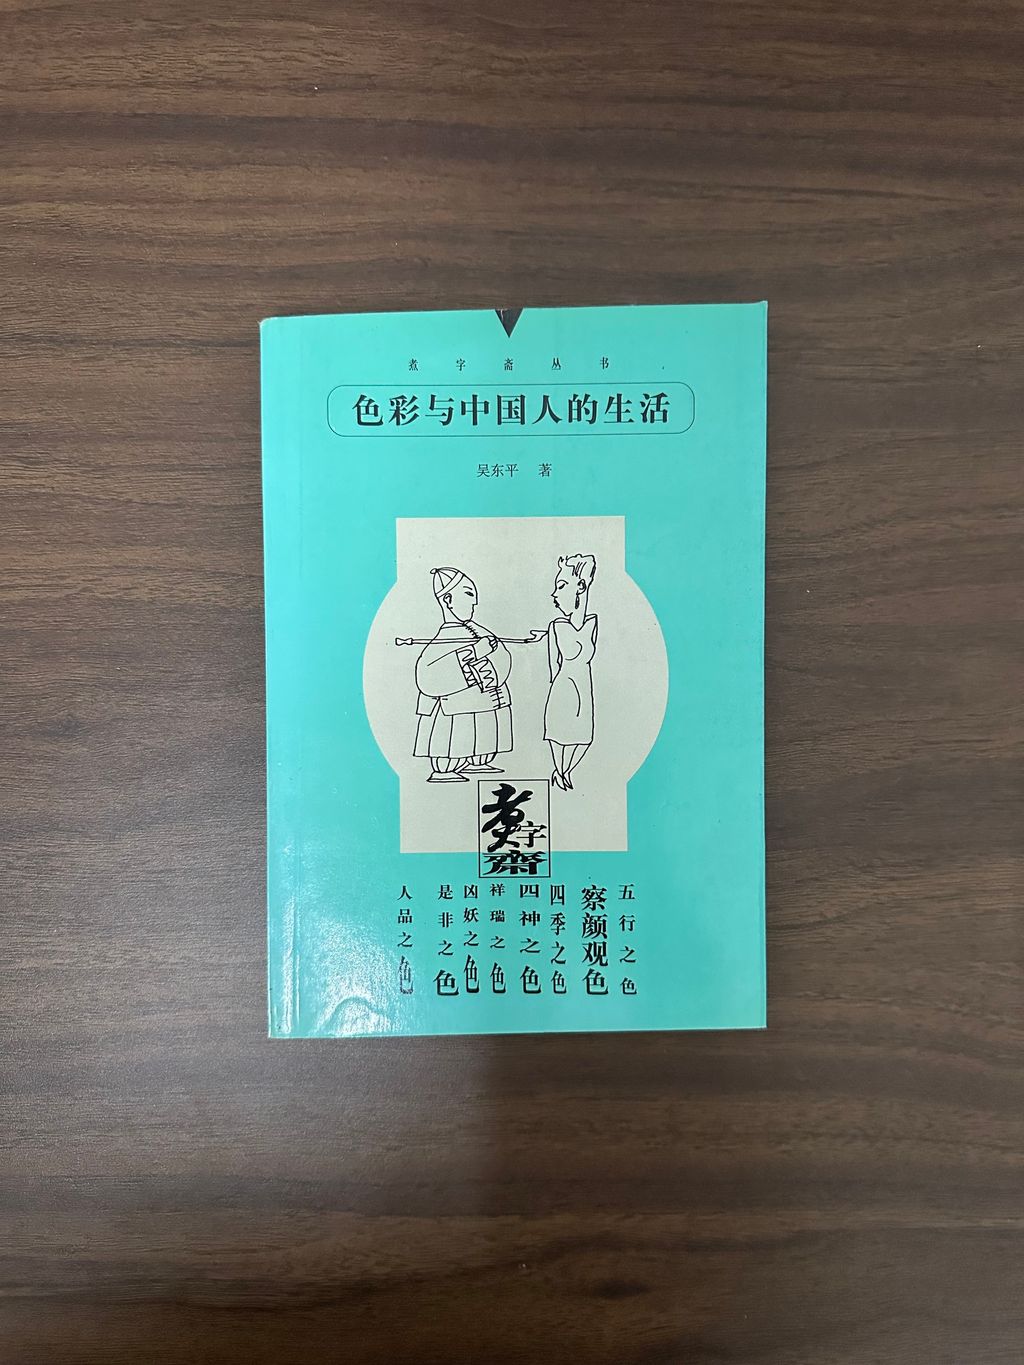 煮字斋丛书
色彩与中国人的生活
吴东平 著
煮字齋
五行之色
察颜观色
四季之色
四神之色
祥瑞之色
凶妖之色
是非之色
人品之色